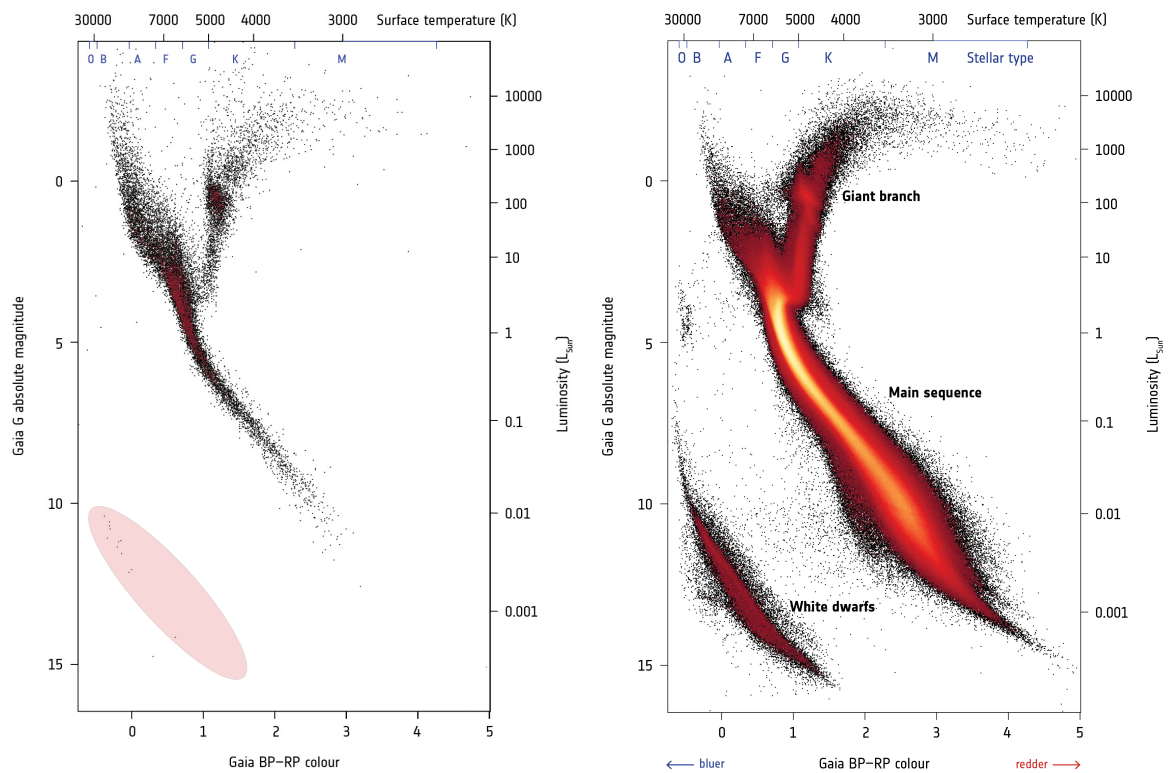 30000 7000 5000 4000 3000 Surface temperature (K)
O B A F G K M
10000
1000
0
100
10
1
5
0.1
10
0.01
0.001
15
Gaia G absolute magnitude
Luminosity (LSun)
0 1 2 3 4 5
Gaia BP–RP colour
30000 7000 5000 4000 3000 Surface temperature (K)
O B A F G K M Stellar type
10000
1000
0
Giant branch
100
10
1
5
Main sequence
0.1
10
0.01
White dwarfs
0.001
15
Gaia G absolute magnitude
Luminosity (LSun)
0 1 2 3 4 5
bluer Gaia BP–RP colour redder